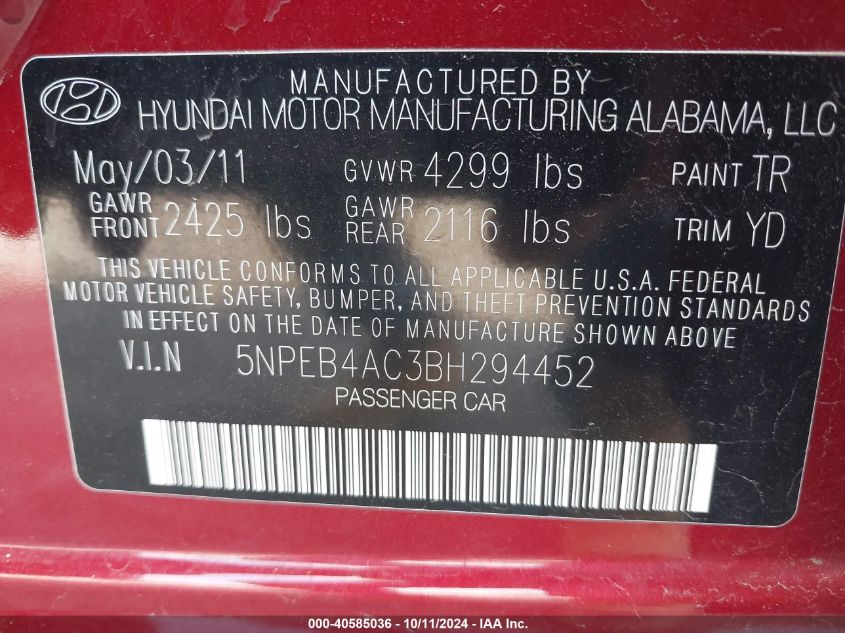 MANUFACTURED BY
HYUNDAI MOTOR MANUFACTURING ALABAMA, LLC
May/03/11 GVWR 4299 lbs PAINT TR
GAWR FRONT 2425 lbs GAWR REAR 2116 lbs TRIM YD
THIS VEHICLE CONFORMS TO ALL APPLICABLE U.S.A. FEDERAL
MOTOR VEHICLE SAFETY, BUMPER, AND THEFT PREVENTION STANDARDS
IN EFFECT ON THE DATE OF MANUFACTURE SHOWN ABOVE
V.I.N 5NPEB4AC3BH294452
PASSENGER CAR
000-40585036 - 10/11/2024 - IAA Inc.